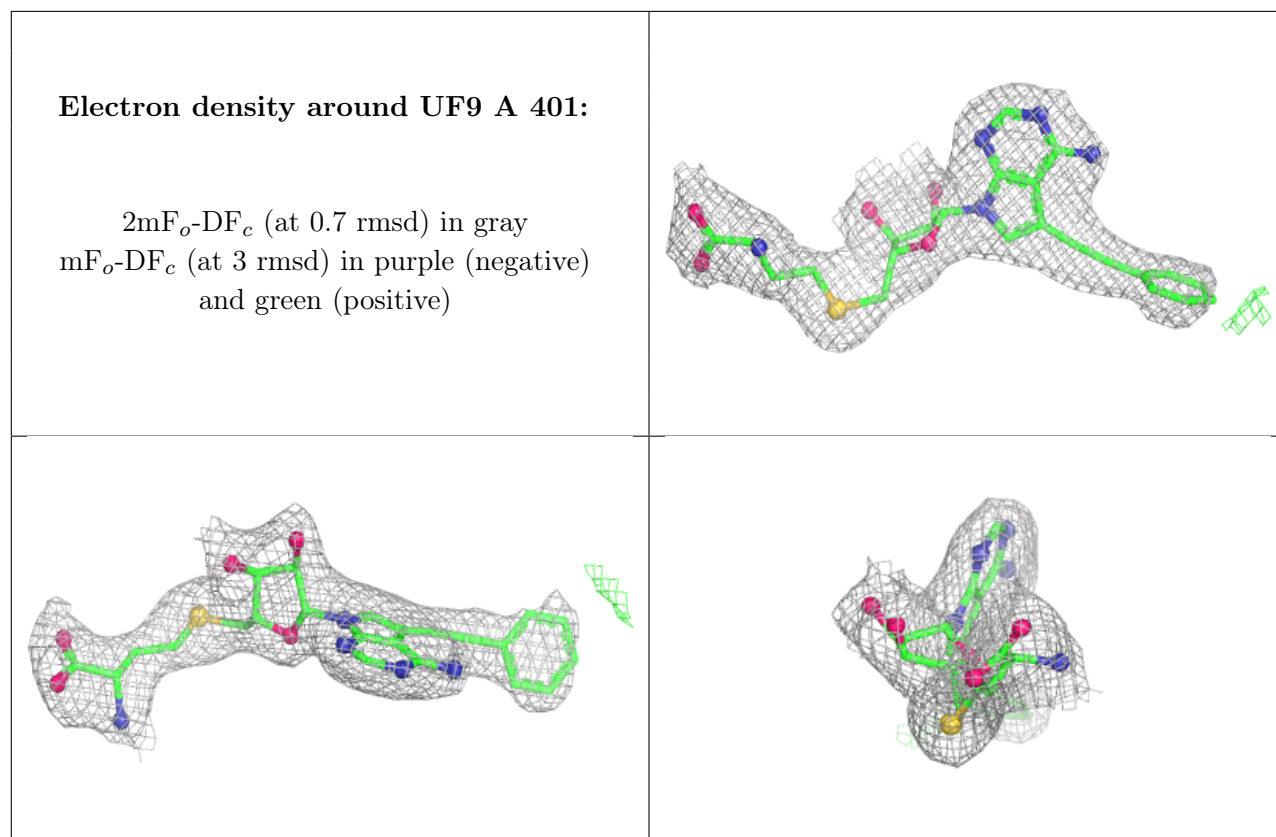 Electron density around UF9 A 401:
2mFo-DFc (at 0.7 rmsd) in gray
mFo-DFc (at 3 rmsd) in purple (negative)
and green (positive)